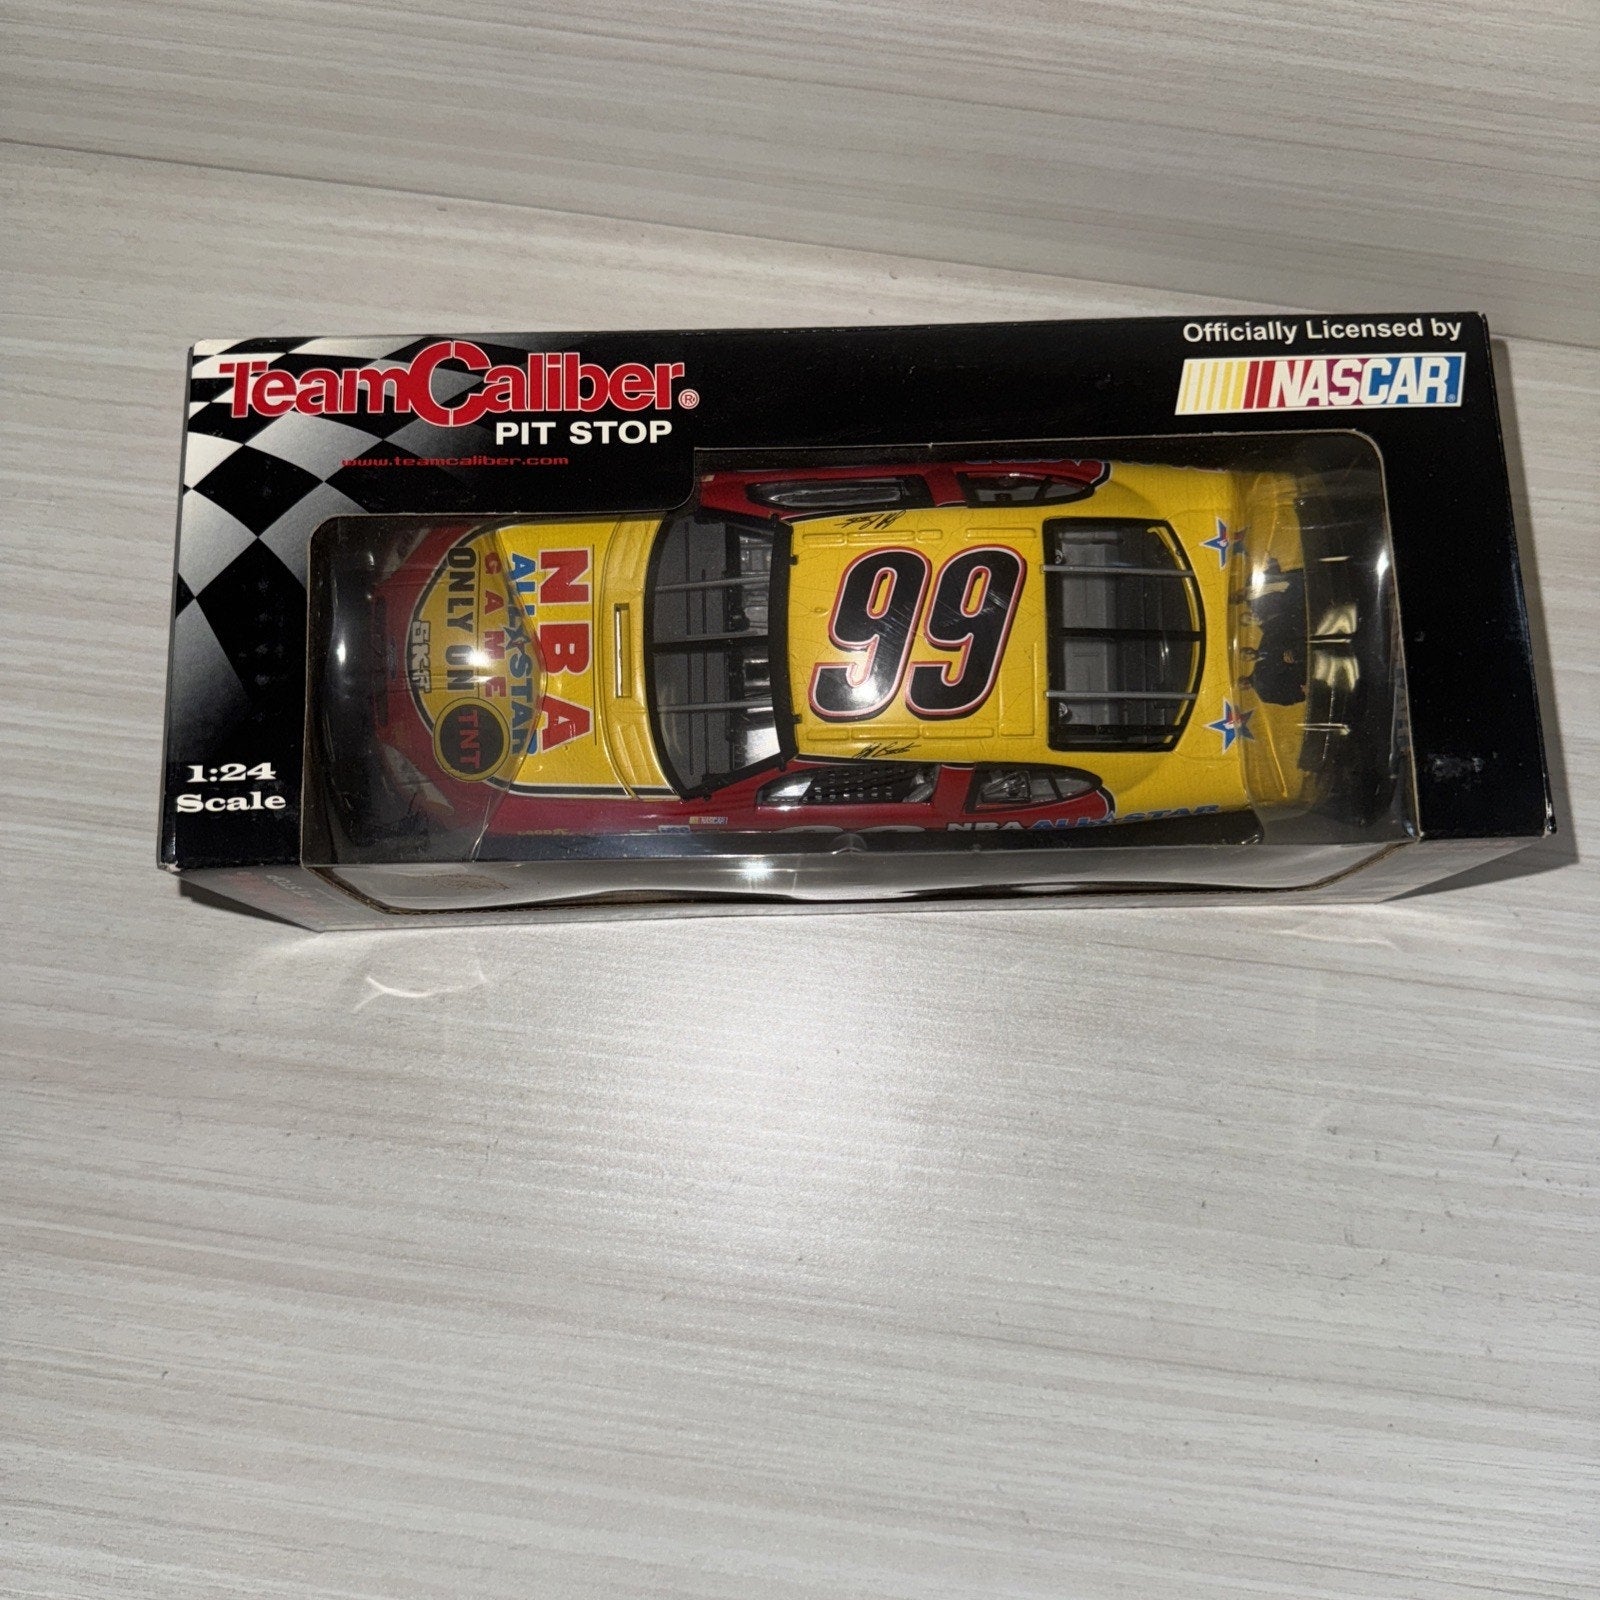 TeamCaliber®
PIT STOP
www.teamcaliber.com
Officially Licensed by
NASCAR®
1:24
Scale
NBA
ALL★STAR
GAME
ONLY ON
TNT
99
NBA ALL★STAR
NASCAR